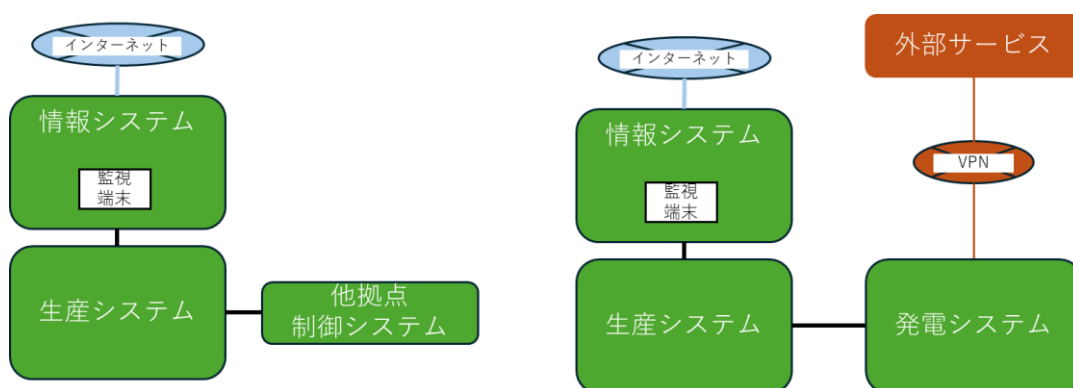 インターネット
情報システム
監視
端末
生産システム
他拠点
制御システム
インターネット
情報システム
監視
端末
生産システム
外部サービス
VPN
発電システム